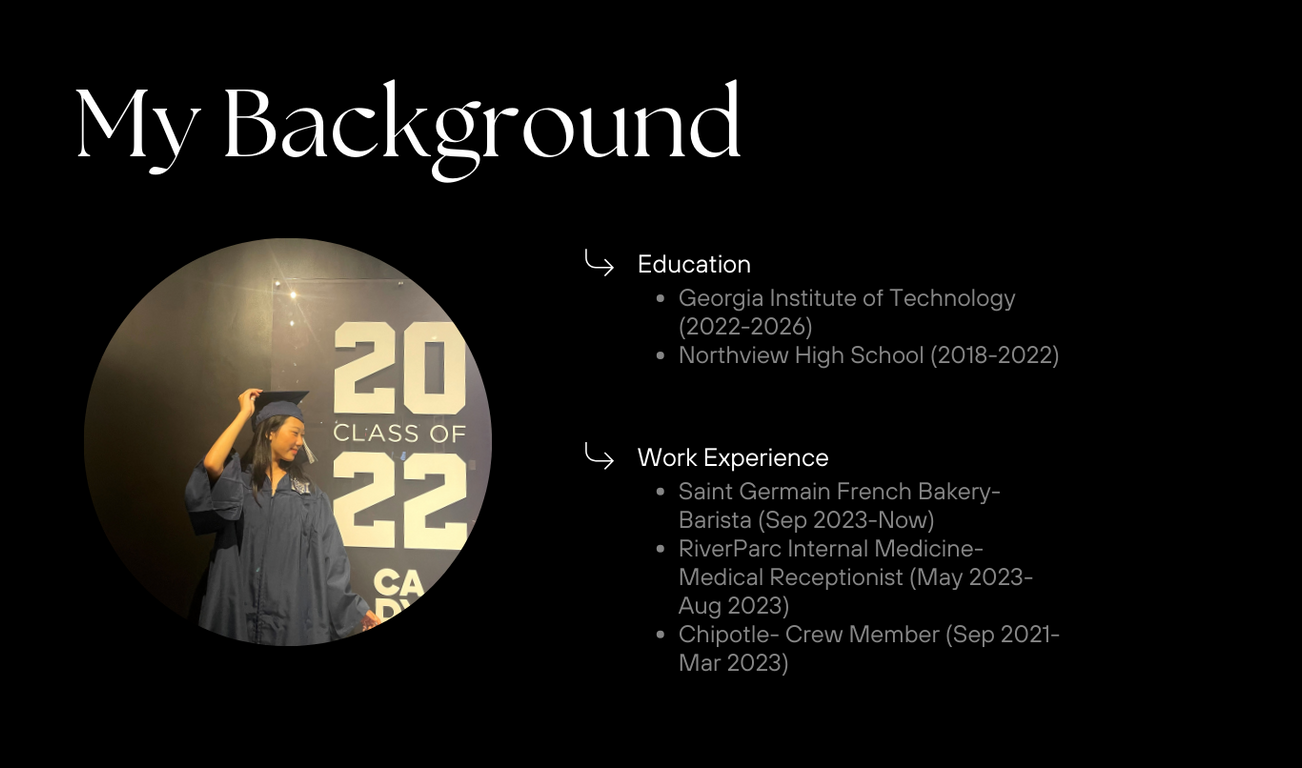 My Background
20
CLASS OF
22
CA
Education
• Georgia Institute of Technology
(2022-2026)
• Northview High School (2018-2022)
Work Experience
• Saint Germain French Bakery-
Barista (Sep 2023-Now)
• RiverParc Internal Medicine-
Medical Receptionist (May 2023-
Aug 2023)
• Chipotle- Crew Member (Sep 2021-
Mar 2023)